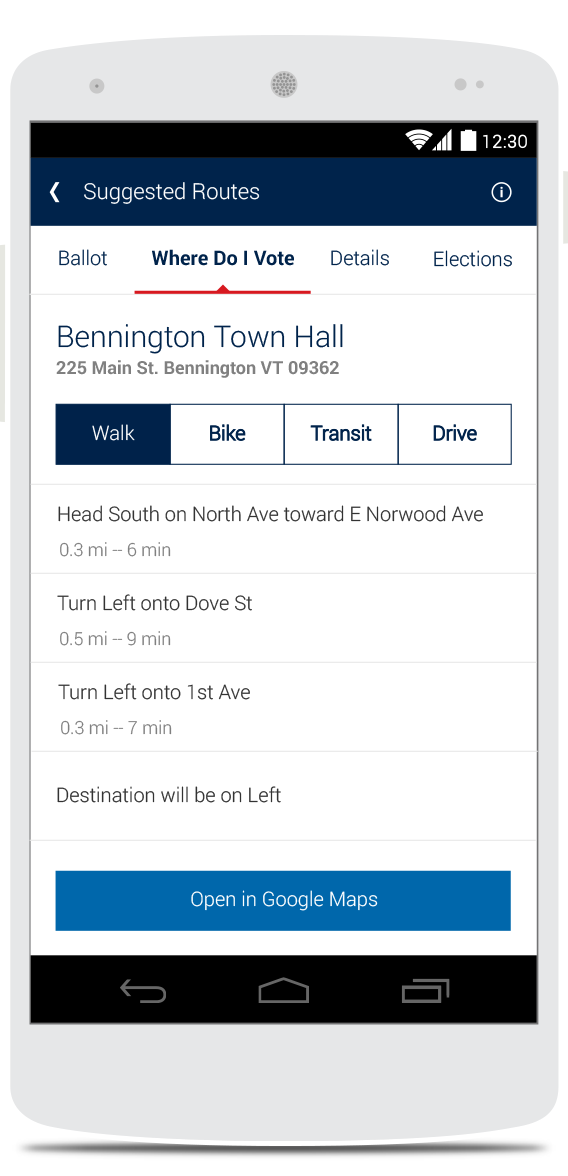 12:30
Suggested Routes
Ballot Where Do I Vote Details Elections
Bennington Town Hall
225 Main St. Bennington VT 09362
Walk Bike Transit Drive
Head South on North Ave toward E Norwood Ave
0.3 mi -- 6 min
Turn Left onto Dove St
0.5 mi -- 9 min
Turn Left onto 1st Ave
0.3 mi -- 7 min
Destination will be on Left
Open in Google Maps